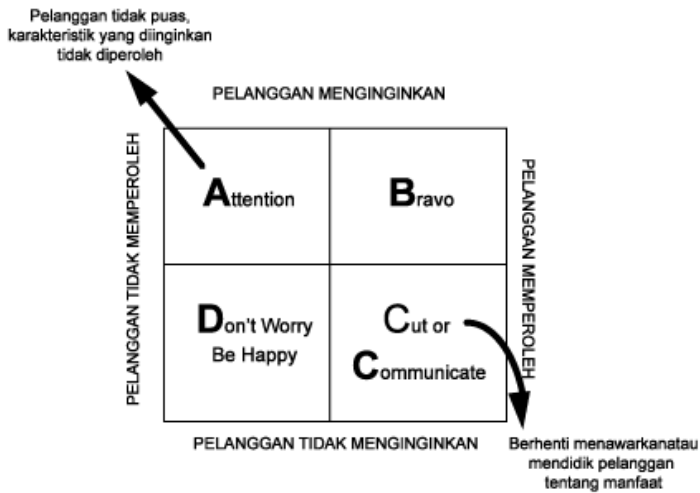 Pelanggan tidak puas,
karakteristik yang diinginkan
tidak diperoleh
PELANGGAN MENGINGINKAN
PELANGGAN TIDAK MEMPEROLEH
Attention
Bravo
PELANGGAN MEMPEROLEH
Don't Worry
Be Happy
Cut or
Communicate
PELANGGAN TIDAK MENGINGINKAN
Berhenti menawarkanatau
mendidik pelanggan
tentang manfaat